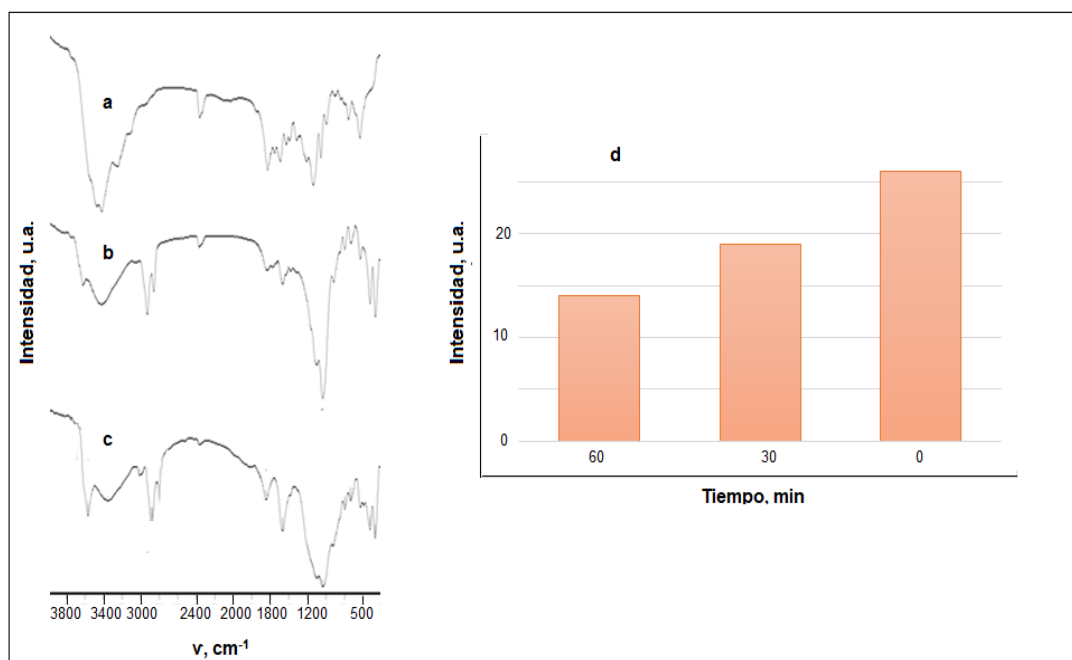 a
b
c
Intensidad, u.a.
3800 3400 3000 2400 2000 1800 1200 500
ν, cm-1
d
Intensidad, u.a.
20
10
0
60 30 0
Tiempo, min